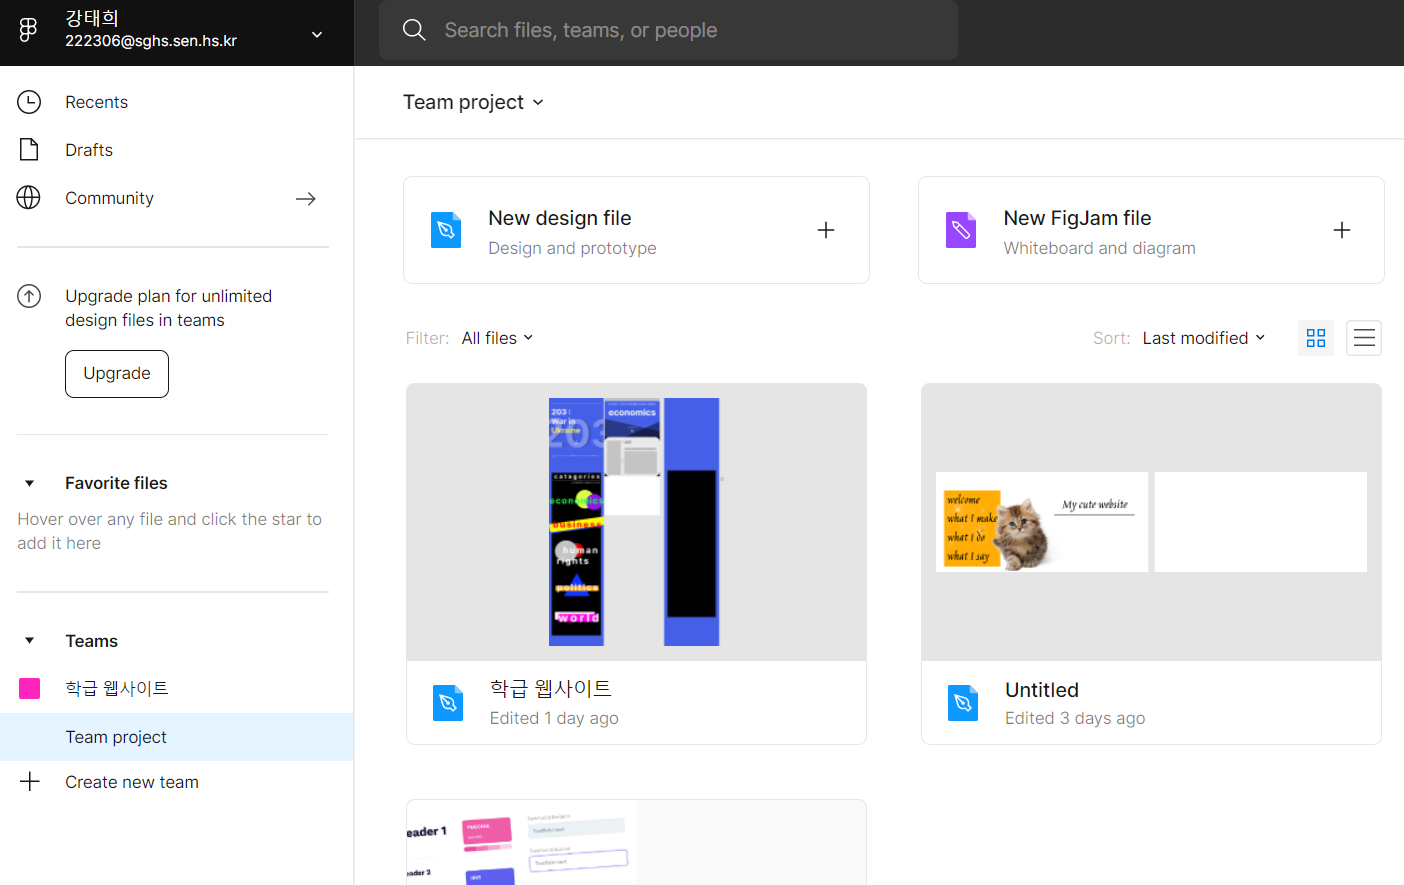 강태희
222306@sghs.sen.hs.kr
Search files, teams, or people
Recents
Drafts
Community
Upgrade plan for unlimited
design files in teams
Upgrade
Favorite files
Hover over any file and click the star to
add it here
Teams
학급 웹사이트
Team project
Create new team
Team project
New design file
Design and prototype
New FigJam file
Whiteboard and diagram
Filter: All files
Sort: Last modified
203 :
War in
Ukraine
203
economics
categories
economics
business
human
rights
politics
world
학급 웹사이트
Edited 1 day ago
welcome
what I make
what I do
what I say
My cute website
Untitled
Edited 3 days ago
eader 1
eader 2